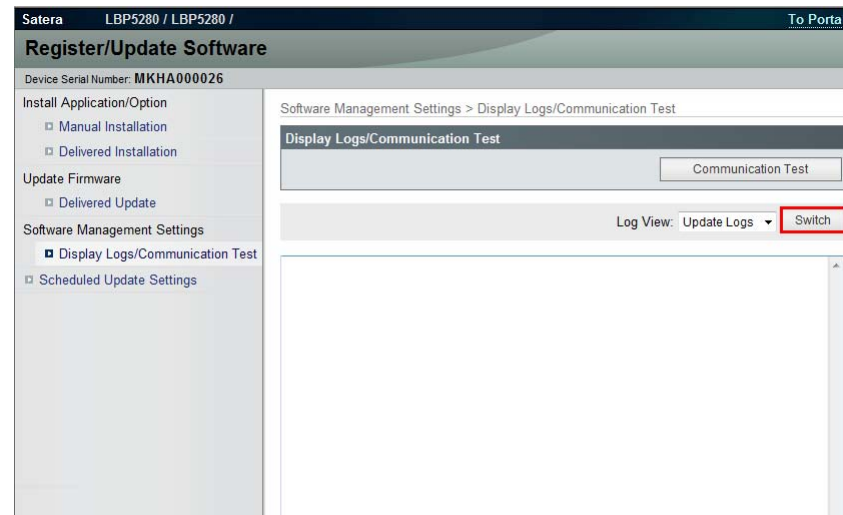 Satera LBP5280 / LBP5280 / To Porta
Register/Update Software
Device Serial Number: MKHA000026
Install Application/Option
Manual Installation
Delivered Installation
Update Firmware
Delivered Update
Software Management Settings
Display Logs/Communication Test
Scheduled Update Settings
Software Management Settings > Display Logs/Communication Test
Display Logs/Communication Test
Communication Test
Log View: Update Logs Switch